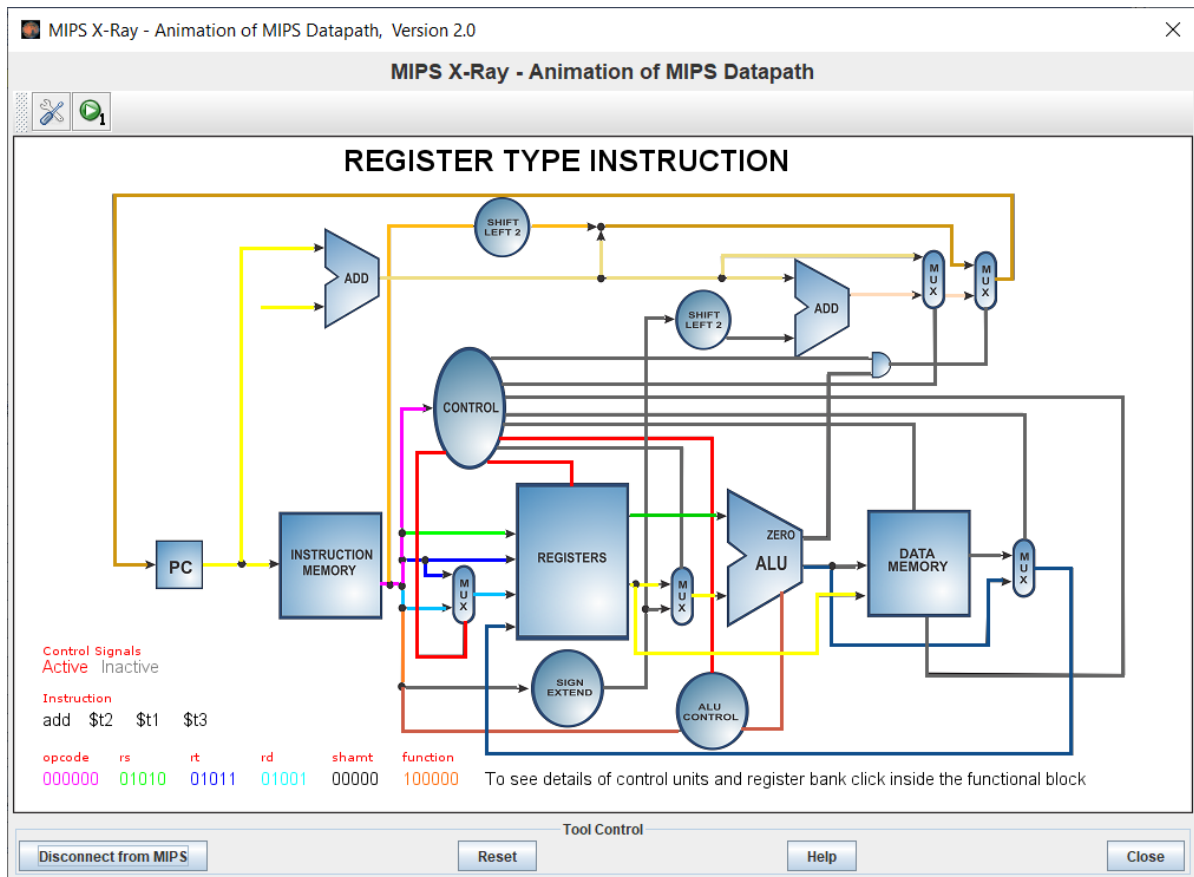 MIPS X-Ray - Animation of MIPS Datapath, Version 2.0
MIPS X-Ray - Animation of MIPS Datapath
1
REGISTER TYPE INSTRUCTION
SHIFT
LEFT 2
ADD
MUX
MUX
SHIFT
LEFT 2
ADD
CONTROL
PC
INSTRUCTION
MEMORY
REGISTERS
MUX
MUX
ZERO
ALU
DATA
MEMORY
MUX
SIGN
EXTEND
ALU
CONTROL
Control Signals
Active Inactive
Instruction
add $t2 $t1 $t3
opcode rs rt rd shamt function
000000 01010 01011 01001 00000 100000
To see details of control units and register bank click inside the functional block
Tool Control
Disconnect from MIPS Reset Help Close